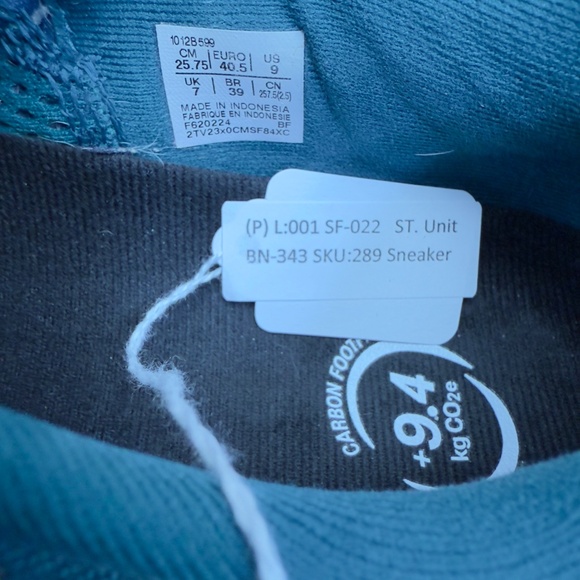 1012B599
CM EURO US
25.75 40.5 9
UK BR CN
7 39 257.5(2.5)
MADE IN INDONESIA
FABRIQUE EN INDONESIE
F620224 BF
2TV23x0CMSF84XC
(P) L:001 SF-022 ST. Unit
BN-343 SKU:289 Sneaker
CARBON
+9.4
kg CO2e